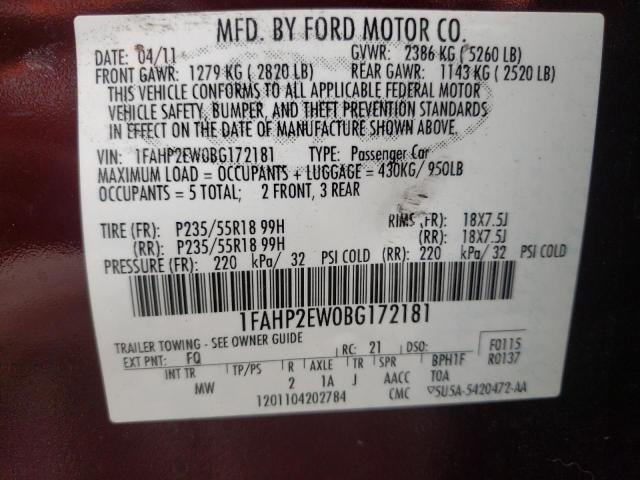 MFD. BY FORD MOTOR CO.
DATE: 04/11 GVWR: 2386 KG ( 5260 LB)
FRONT GAWR: 1279 KG ( 2820 LB) REAR GAWR: 1143 KG ( 2520 LB)
THIS VEHICLE CONFORMS TO ALL APPLICABLE FEDERAL MOTOR
VEHICLE SAFETY, BUMPER, AND THEFT PREVENTION STANDARDS
IN EFFECT ON THE DATE OF MANUFACTURE SHOWN ABOVE.
VIN: 1FAHP2EW0BG172181 TYPE: Passenger Car
MAXIMUM LOAD = OCCUPANTS + LUGGAGE = 430KG/ 950LB
OCCUPANTS = 5 TOTAL; 2 FRONT, 3 REAR
TIRE (FR): P235/55R18 99H RIMS (FR): 18X7.5J
(RR): P235/55R18 99H (RR): 18X7.5J
PRESSURE (FR): 220 kPa/ 32 PSI COLD (RR): 220 kPa/ 32 PSI COLD
1FAHP2EW0BG172181
TRAILER TOWING - SEE OWNER GUIDE
EXT PNT: FQ RC: 21 DSO: F0115
INT TR TP/PS R AXLE TR SPR BPH1F R0137
MW 2 1A J AACC TOA
1201104202784 CMC 5U5A-5420472-AA